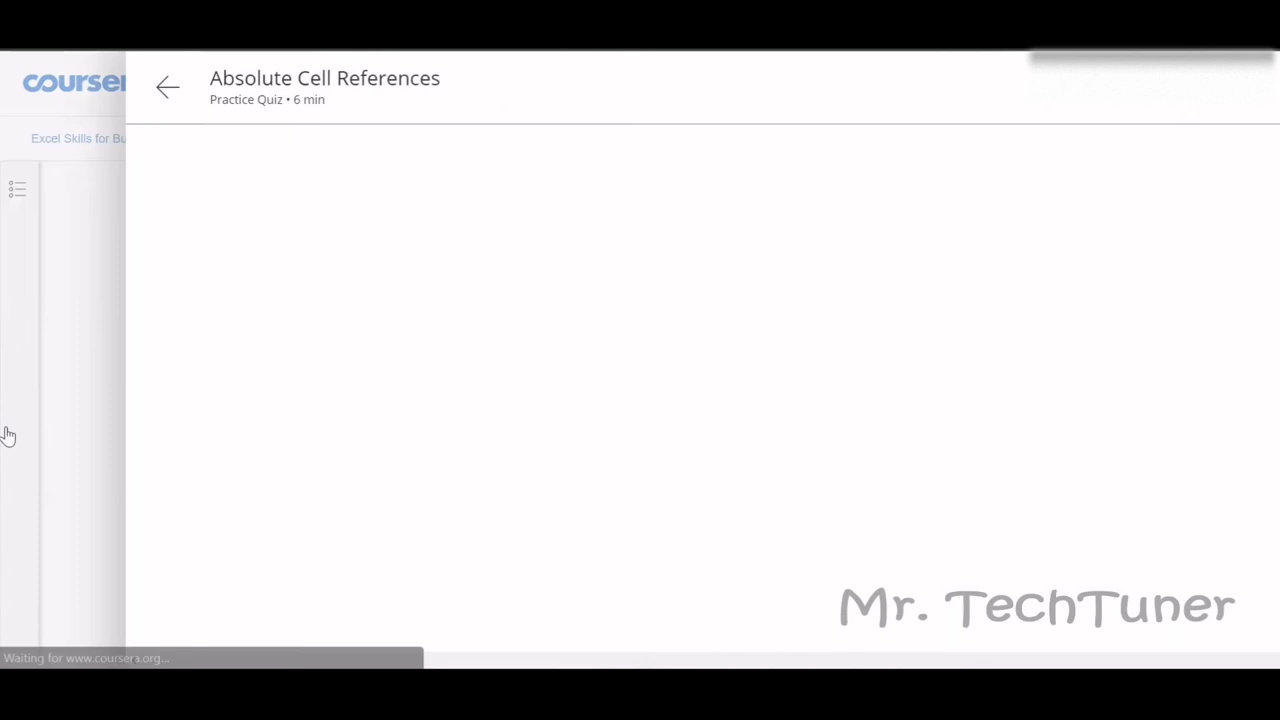 Absolute Cell References
Practice Quiz • 6 min
courser
Excel Skills for Bu
Mr. TechTuner
Waiting for www.coursera.org...